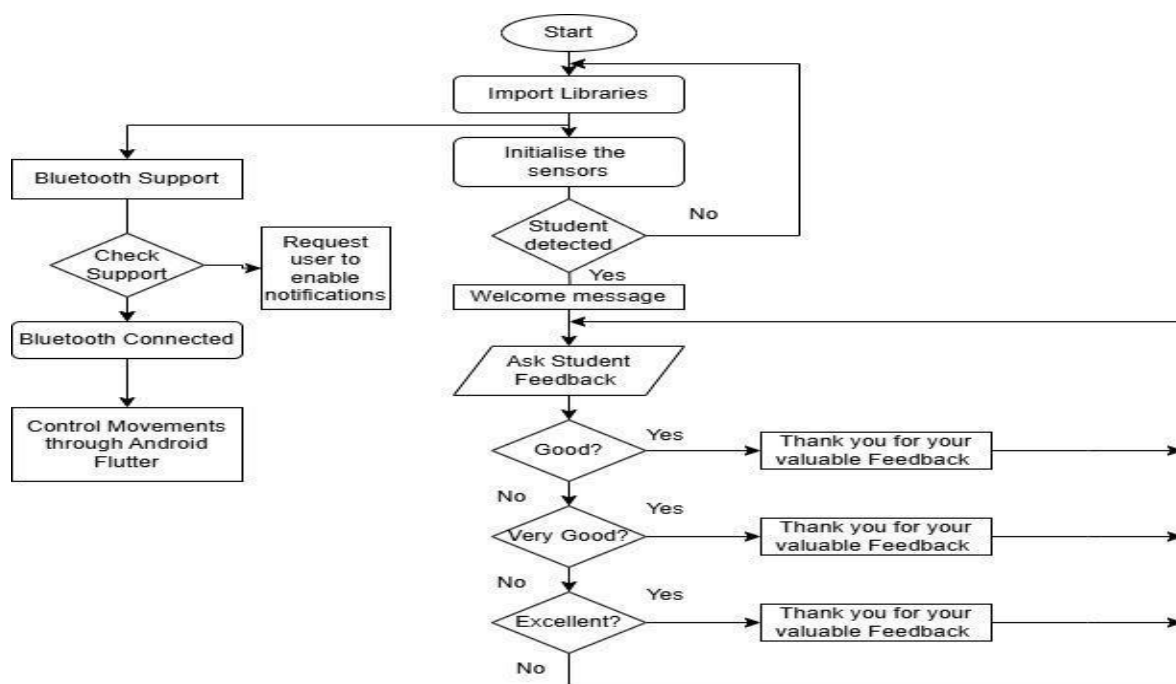 Start
Import Libraries
Initialise the
sensors
Bluetooth Support
No
Student
detected
Check
Support
Request
user to
enable
notifications
Yes
Welcome message
Bluetooth Connected
Ask Student
Feedback
Control Movements
through Android
Flutter
Good?
Yes
Thank you for your
valuable Feedback
No
Very Good?
Yes
Thank you for your
valuable Feedback
No
Excellent?
Yes
Thank you for your
valuable Feedback
No